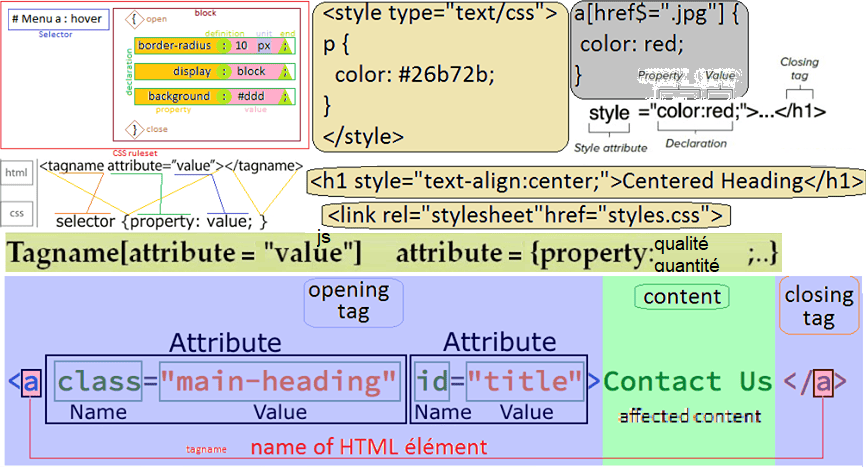 # Menu a : hover
Selector
block
{ open
definition unit end
border-radius : 10 px ;
display : block ;
background : #ddd ;
property value
declaration
} close
CSS ruleset
<style type="text/css">
p {
color: #26b72b;
}
</style>
a[href$=".jpg"] {
color: red;
}
Property Value
Closing
tag
style ="color:red;">...</h1>
Style attribute
Declaration
html
<tagname attribute="value"></tagname>
css
selector {property: value; }
<h1 style="text-align:center;">Centered Heading</h1>
<link rel="stylesheet"href="styles.css">
js
Tagname[attribute = "value"] attribute = {property: qualité ;..}
quantité
opening
tag
content
closing
tag
Attribute
Attribute
<a class="main-heading" id="title">Contact Us </a>
Name Value Name Value
affected content
tagname name of HTML élément